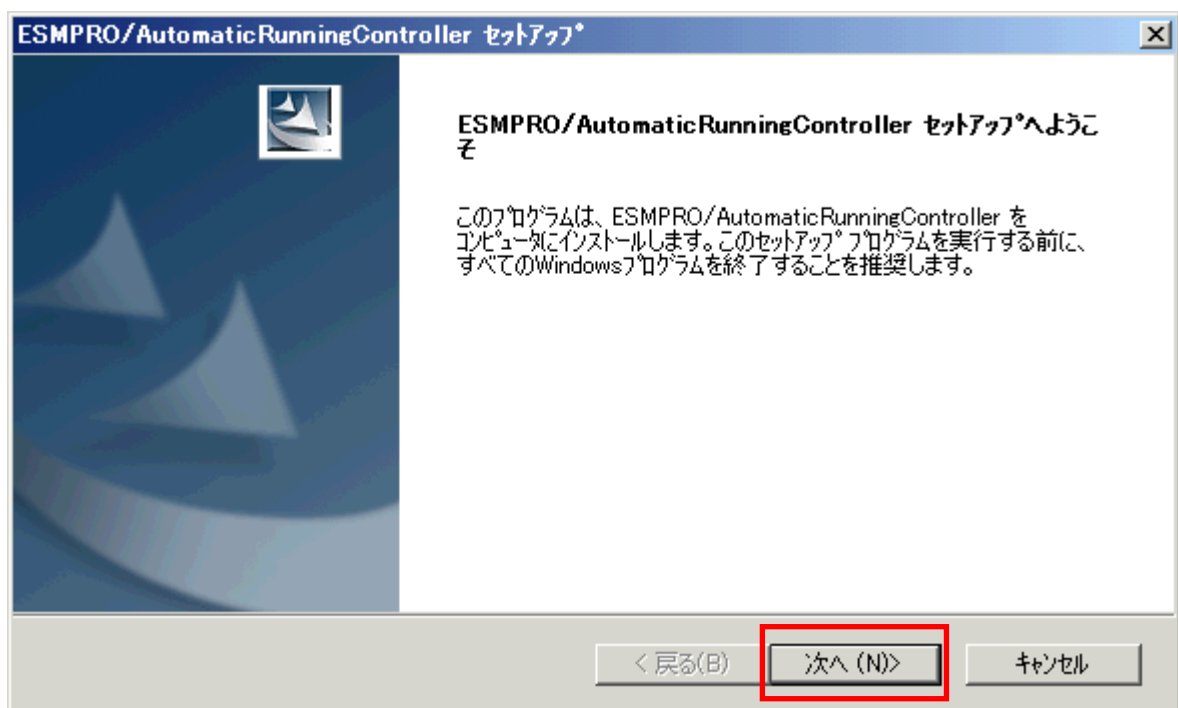 ESMPRO/AutomaticRunningController ｾｯﾄｱｯﾌﾟ
ESMPRO/AutomaticRunningController ｾｯﾄｱｯﾌﾟへようこ
そ
このﾌﾟﾛｸﾞﾗﾑは、ESMPRO/AutomaticRunningController を
ｺﾝﾋﾟｭｰﾀにｲﾝｽﾄｰﾙします。このｾｯﾄｱｯﾌﾟ ﾌﾟﾛｸﾞﾗﾑを実行する前に、
すべてのWindowsﾌﾟﾛｸﾞﾗﾑを終了することを推奨します。
< 戻る(B)
次へ (N)>
ｷｬﾝｾﾙ